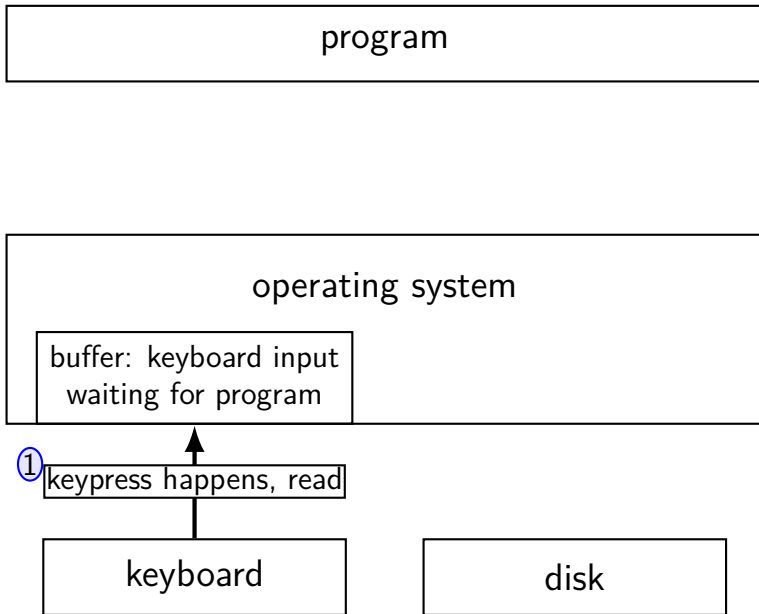 program
operating system
buffer: keyboard input
waiting for program
1
keypress happens, read
keyboard
disk